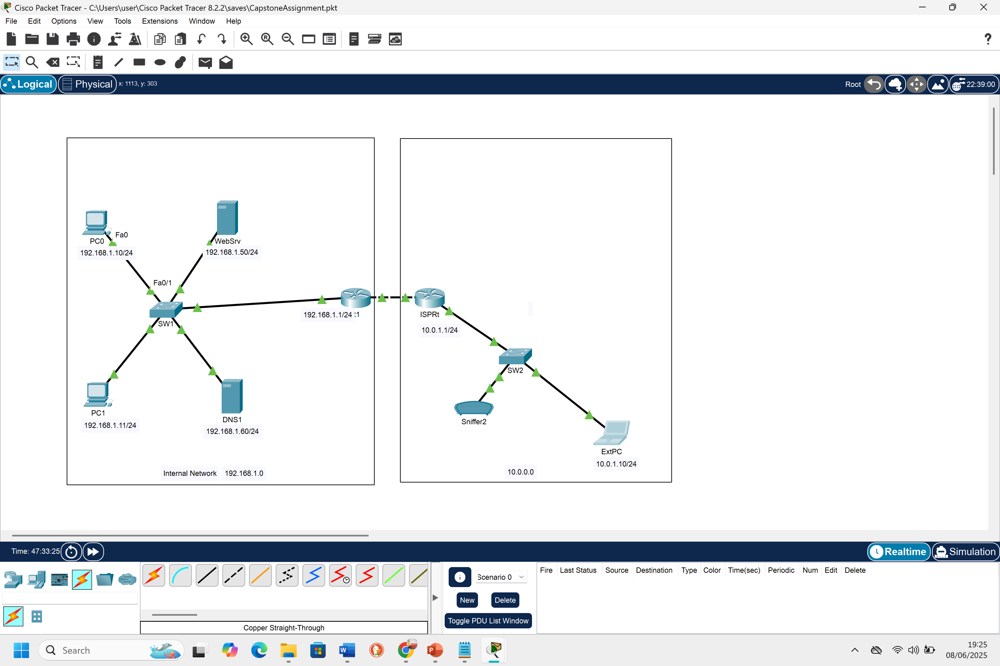 Cisco Packet Tracer - C:\Users\user\Cisco Packet Tracer 8.2.2\saves\CapstoneAssignment.pkt
File Edit Options View Tools Extensions Window Help
Logical Physical x: 1113, y: 303 Root 22:39:00
Fa0
PC0
192.168.1.10/24
WebSrv
192.168.1.50/24
Fa0/1
SW1
192.168.1.1/24
ISPRt
10.0.1.1/24
SW2
PC1
192.168.1.11/24
DNS1
192.168.1.60/24
Sniffer2
ExtPC
10.0.1.10/24
Internal Network 192.168.1.0
10.0.0.0
Time: 47:33:25 Realtime Simulation
Scenario 0
New Delete
Toggle PDU List Window
Fire Last Status Source Destination Type Color Time(sec) Periodic Num Edit Delete
Copper Straight-Through
Search
19:25
08/06/2025